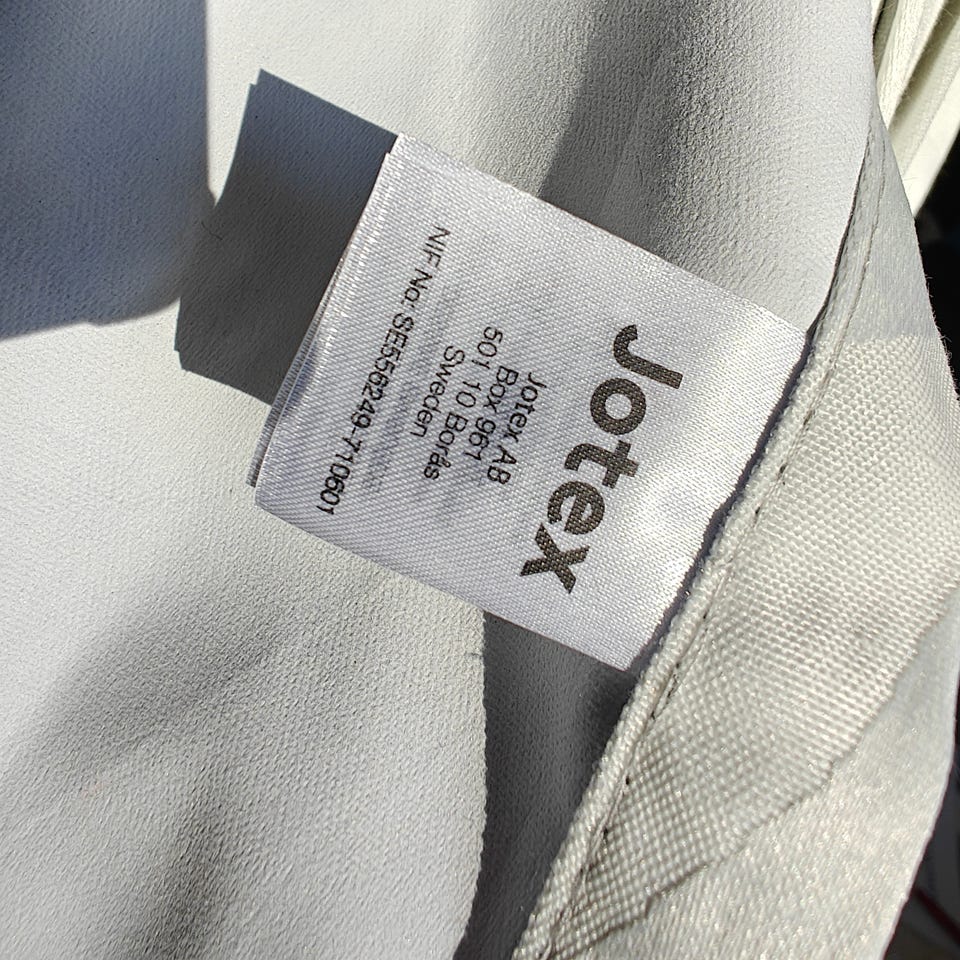 Jotex
Jotex AB
Box 961
501 10 Borås
Sweden
NIF No: SE556249-710601